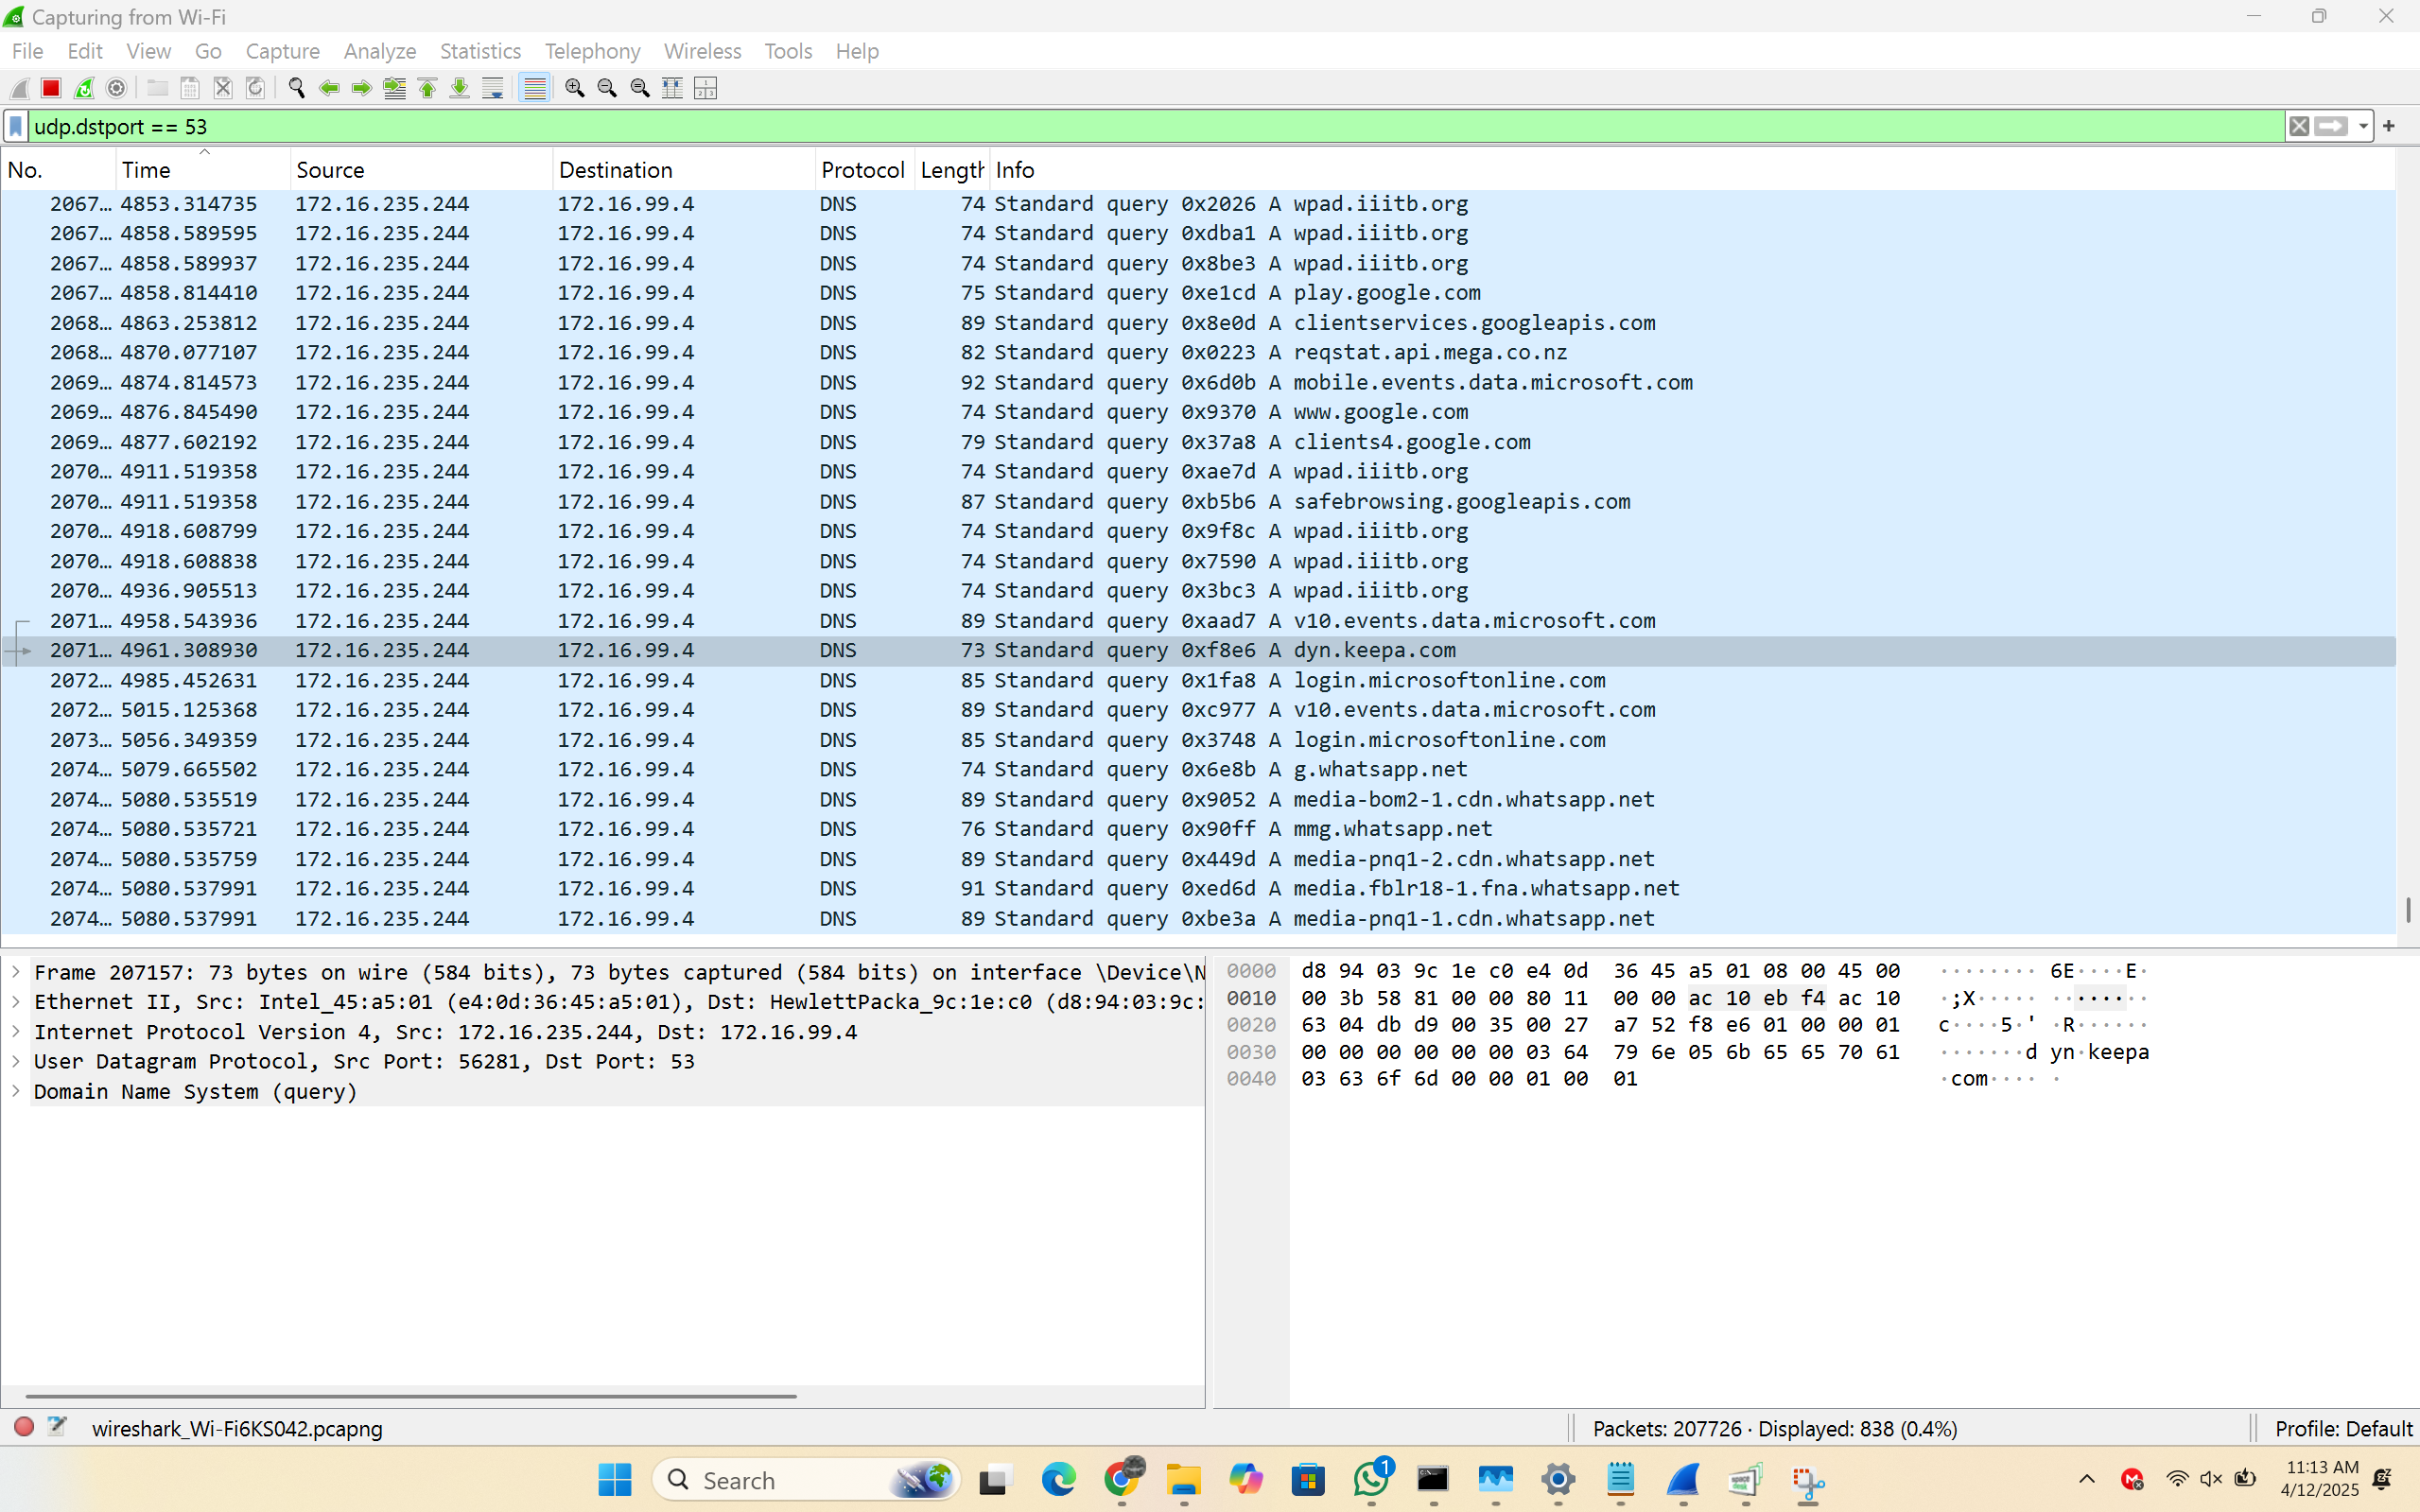 Capturing from Wi-Fi
File Edit View Go Capture Analyze Statistics Telephony Wireless Tools Help
udp.dstport == 53
No. Time Source Destination Protocol Length Info
2067… 4853.314735 172.16.235.244 172.16.99.4 DNS 74 Standard query 0x2026 A wpad.iiitb.org
2067… 4858.589595 172.16.235.244 172.16.99.4 DNS 74 Standard query 0xdba1 A wpad.iiitb.org
2067… 4858.589937 172.16.235.244 172.16.99.4 DNS 74 Standard query 0x8be3 A wpad.iiitb.org
2067… 4858.814410 172.16.235.244 172.16.99.4 DNS 75 Standard query 0xe1cd A play.google.com
2068… 4863.253812 172.16.235.244 172.16.99.4 DNS 89 Standard query 0x8e0d A clientservices.googleapis.com
2068… 4870.077107 172.16.235.244 172.16.99.4 DNS 82 Standard query 0x0223 A reqstat.api.mega.co.nz
2069… 4874.814573 172.16.235.244 172.16.99.4 DNS 92 Standard query 0x6d0b A mobile.events.data.microsoft.com
2069… 4876.845490 172.16.235.244 172.16.99.4 DNS 74 Standard query 0x9370 A www.google.com
2069… 4877.602192 172.16.235.244 172.16.99.4 DNS 79 Standard query 0x37a8 A clients4.google.com
2070… 4911.519358 172.16.235.244 172.16.99.4 DNS 74 Standard query 0xae7d A wpad.iiitb.org
2070… 4911.519358 172.16.235.244 172.16.99.4 DNS 87 Standard query 0xb5b6 A safebrowsing.googleapis.com
2070… 4918.608799 172.16.235.244 172.16.99.4 DNS 74 Standard query 0x9f8c A wpad.iiitb.org
2070… 4918.608838 172.16.235.244 172.16.99.4 DNS 74 Standard query 0x7590 A wpad.iiitb.org
2070… 4936.905513 172.16.235.244 172.16.99.4 DNS 74 Standard query 0x3bc3 A wpad.iiitb.org
2071… 4958.543936 172.16.235.244 172.16.99.4 DNS 89 Standard query 0xaad7 A v10.events.data.microsoft.com
2071… 4961.308930 172.16.235.244 172.16.99.4 DNS 73 Standard query 0xf8e6 A dyn.keepa.com
2072… 4985.452631 172.16.235.244 172.16.99.4 DNS 85 Standard query 0x1fa8 A login.microsoftonline.com
2072… 5015.125368 172.16.235.244 172.16.99.4 DNS 89 Standard query 0xc977 A v10.events.data.microsoft.com
2073… 5056.349359 172.16.235.244 172.16.99.4 DNS 85 Standard query 0x3748 A login.microsoftonline.com
2074… 5079.665502 172.16.235.244 172.16.99.4 DNS 74 Standard query 0x6e8b A g.whatsapp.net
2074… 5080.535519 172.16.235.244 172.16.99.4 DNS 89 Standard query 0x9052 A media-bom2-1.cdn.whatsapp.net
2074… 5080.535721 172.16.235.244 172.16.99.4 DNS 76 Standard query 0x90ff A mmg.whatsapp.net
2074… 5080.535759 172.16.235.244 172.16.99.4 DNS 89 Standard query 0x449d A media-pnq1-2.cdn.whatsapp.net
2074… 5080.537991 172.16.235.244 172.16.99.4 DNS 91 Standard query 0xed6d A media.fblr18-1.fna.whatsapp.net
2074… 5080.537991 172.16.235.244 172.16.99.4 DNS 89 Standard query 0xbe3a A media-pnq1-1.cdn.whatsapp.net
Frame 207157: 73 bytes on wire (584 bits), 73 bytes captured (584 bits) on interface \Device\N
Ethernet II, Src: Intel_45:a5:01 (e4:0d:36:45:a5:01), Dst: HewlettPacka_9c:1e:c0 (d8:94:03:9c:
Internet Protocol Version 4, Src: 172.16.235.244, Dst: 172.16.99.4
User Datagram Protocol, Src Port: 56281, Dst Port: 53
Domain Name System (query)
0000 d8 94 03 9c 1e c0 e4 0d 36 45 a5 01 08 00 45 00 ········ 6E····E·
0010 00 3b 58 81 00 00 80 11 00 00 ac 10 eb f4 ac 10 ·;X····· ········
0020 63 04 db d9 00 35 00 27 a7 52 f8 e6 01 00 00 01 c····5·' ·R······
0030 00 00 00 00 00 00 03 64 79 6e 05 6b 65 65 70 61 ·······d yn·keepa
0040 03 63 6f 6d 00 00 01 00 01 ·com···· ·
wireshark_Wi-Fi6KS042.pcapng
Packets: 207726 · Displayed: 838 (0.4%)
Profile: Default
Search
1
11:13 AM
4/12/2025